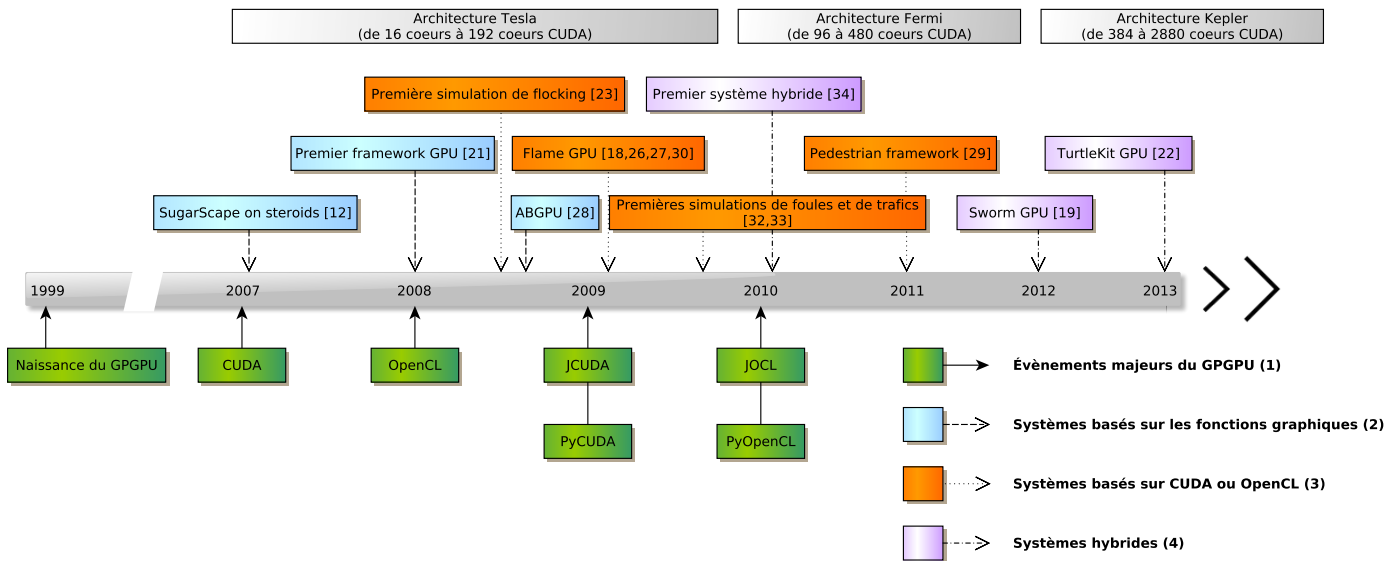 Architecture Tesla
(de 16 coeurs à 192 coeurs CUDA)
Architecture Fermi
(de 96 à 480 coeurs CUDA)
Architecture Kepler
(de 384 à 2880 coeurs CUDA)
Première simulation de flocking [23]
Premier système hybride [34]
Premier framework GPU [21]
Flame GPU [18,26,27,30]
Pedestrian framework [29]
TurtleKit GPU [22]
SugarScape on steroids [12]
ABGPU [28]
Premières simulations de foules et de trafics
[32,33]
Sworm GPU [19]
1999
2007
2008
2009
2010
2011
2012
2013
Naissance du GPGPU
CUDA
OpenCL
JCUDA
JOCL
PyCUDA
PyOpenCL
Évènements majeurs du GPGPU (1)
Systèmes basés sur les fonctions graphiques (2)
Systèmes basés sur CUDA ou OpenCL (3)
Systèmes hybrides (4)